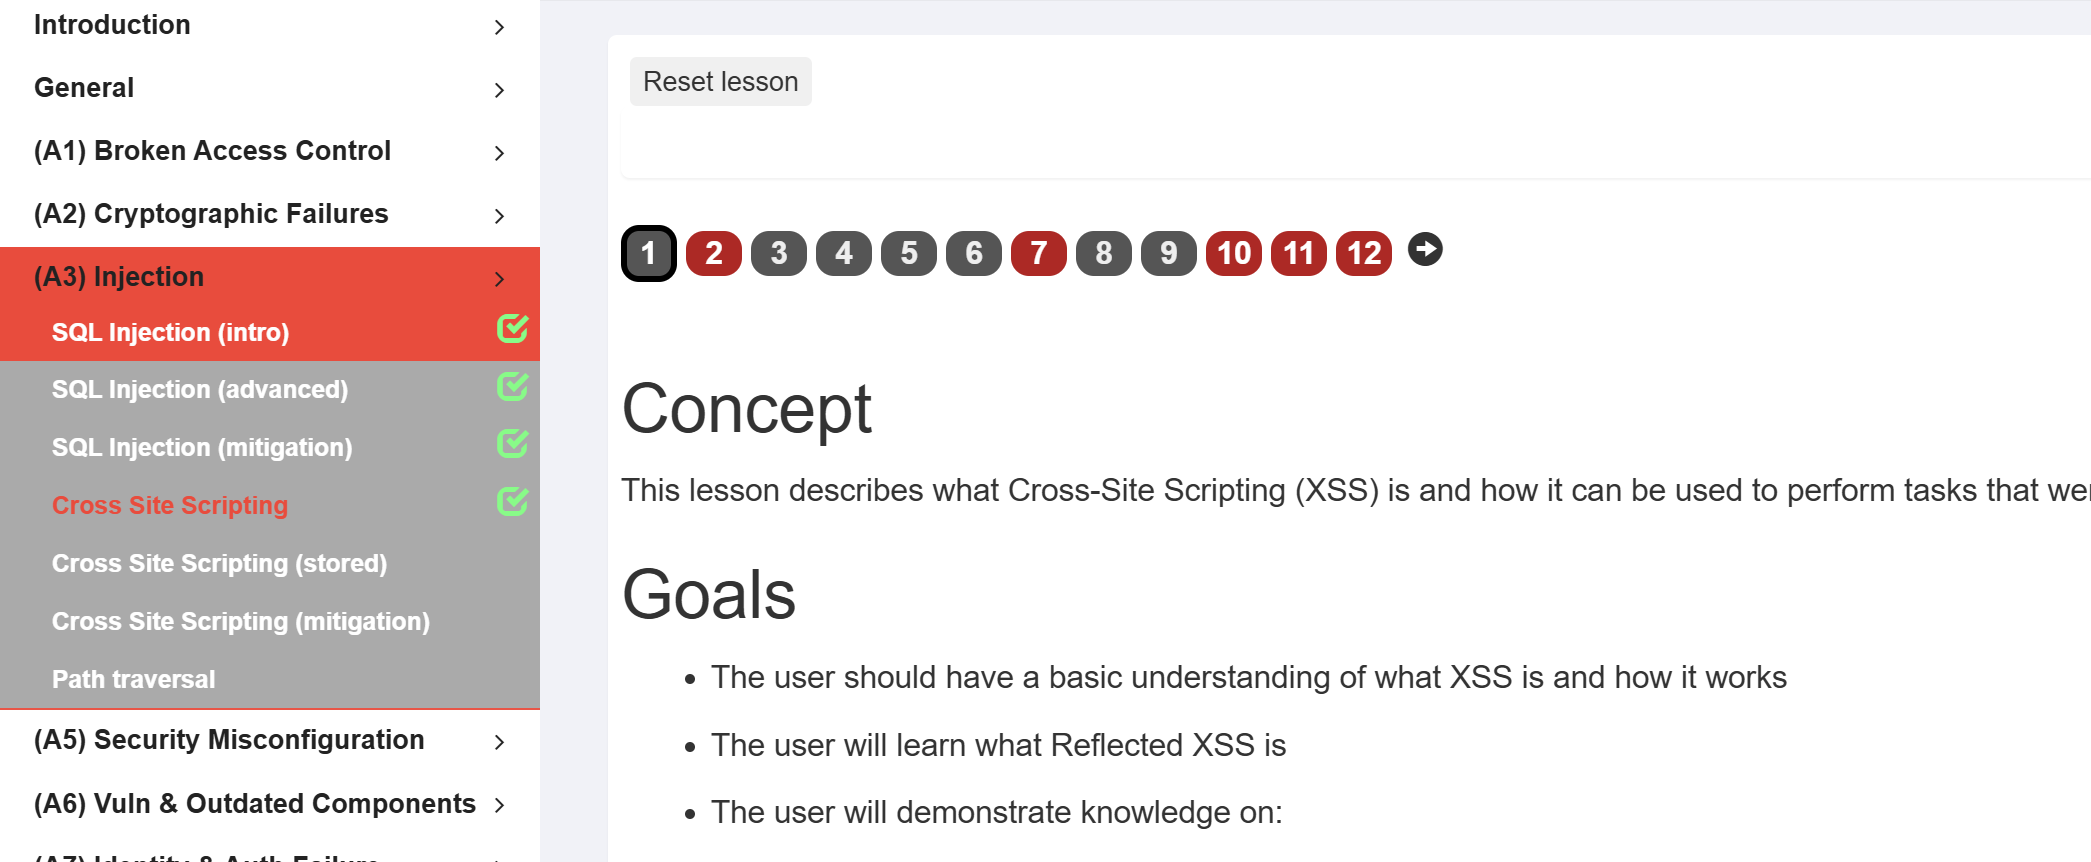 Introduction
General
(A1) Broken Access Control
(A2) Cryptographic Failures
(A3) Injection
SQL Injection (intro)
SQL Injection (advanced)
SQL Injection (mitigation)
Cross Site Scripting
Cross Site Scripting (stored)
Cross Site Scripting (mitigation)
Path traversal
(A5) Security Misconfiguration
(A6) Vuln & Outdated Components
(A7) Identity & Auth Failure
Reset lesson
1 2 3 4 5 6 7 8 9 10 11 12
Concept
This lesson describes what Cross-Site Scripting (XSS) is and how it can be used to perform tasks that
Goals
The user should have a basic understanding of what XSS is and how it works
The user will learn what Reflected XSS is
The user will demonstrate knowledge on: